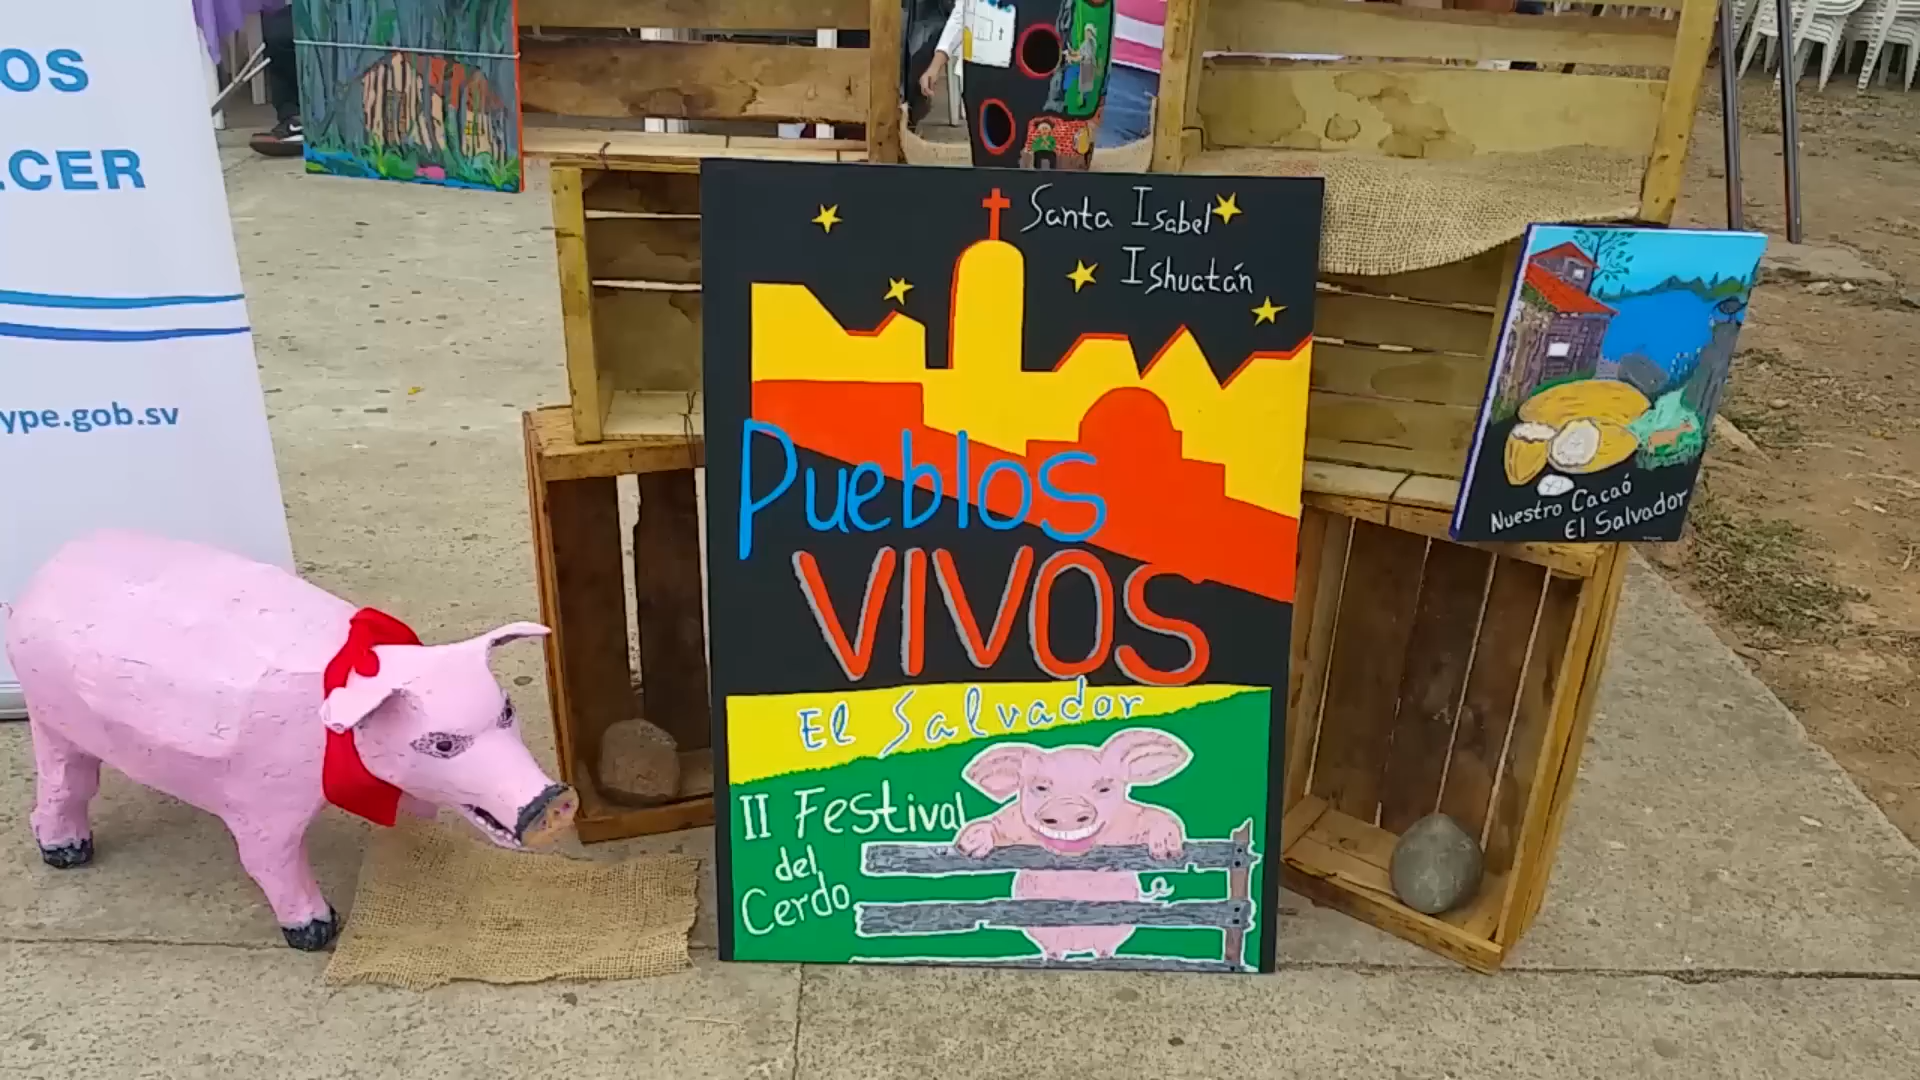 OS
CER
ype.gob.sv
Santa Isabel
Ishuatán
Pueblos
VIVOS
El Salvador
II Festival
del
Cerdo
Nuestro Cacaó
El Salvador